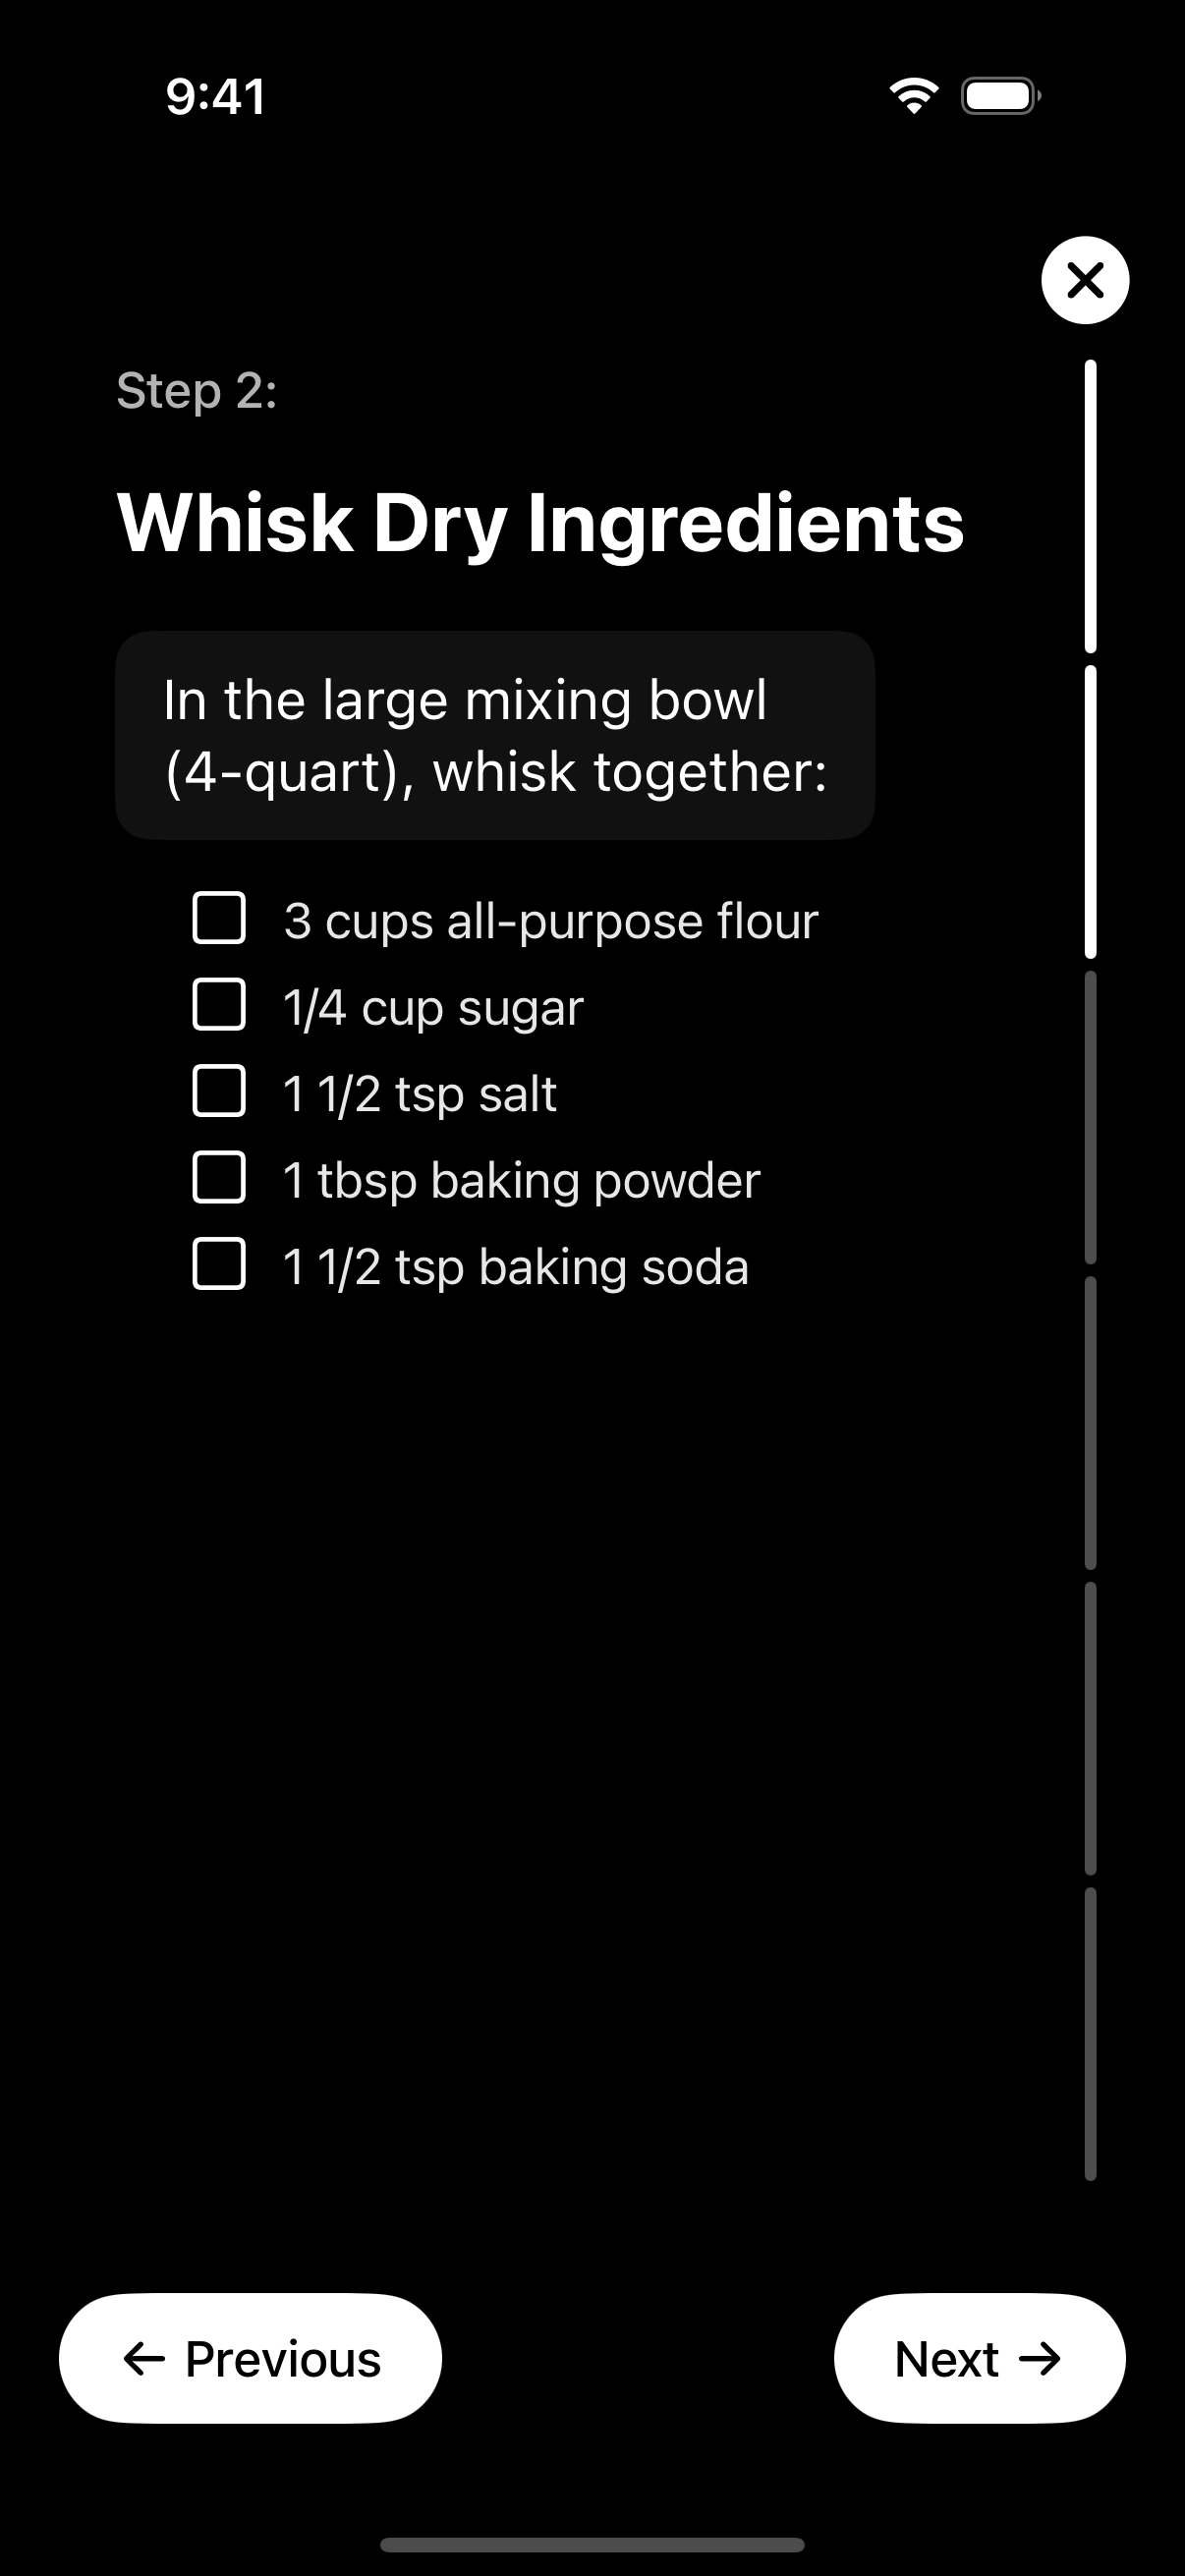 9:41
Step 2:
Whisk Dry Ingredients
In the large mixing bowl
(4-quart), whisk together:
3 cups all-purpose flour
1/4 cup sugar
1 1/2 tsp salt
1 tbsp baking powder
1 1/2 tsp baking soda
Previous
Next